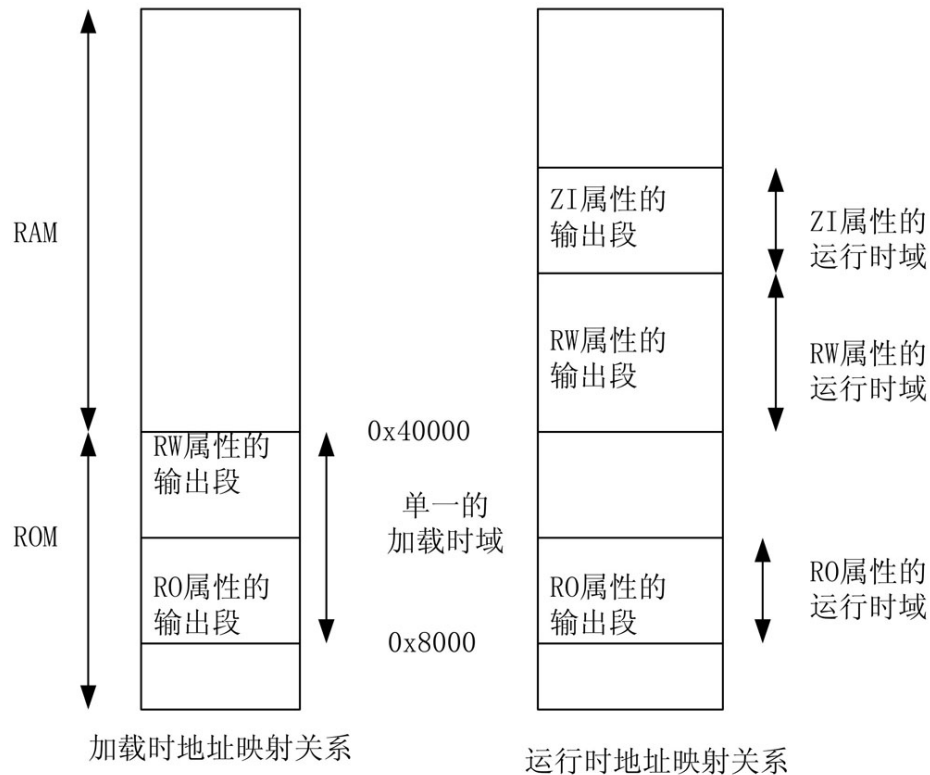 RAM
ROM
RW属性的
输出段
RO属性的
输出段
加载时地址映射关系
0x40000
单一的
加载时域
0x8000
ZI属性的
输出段
RW属性的
输出段
RO属性的
输出段
运行时地址映射关系
ZI属性的
运行时域
RW属性的
运行时域
RO属性的
运行时域